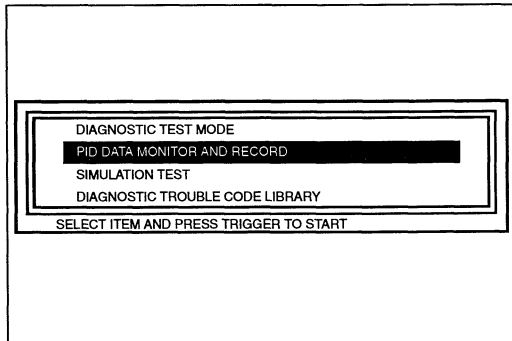 DIAGNOSTIC TEST MODE
PID DATA MONITOR AND RECORD
SIMULATION TEST
DIAGNOSTIC TROUBLE CODE LIBRARY
SELECT ITEM AND PRESS TRIGGER TO START